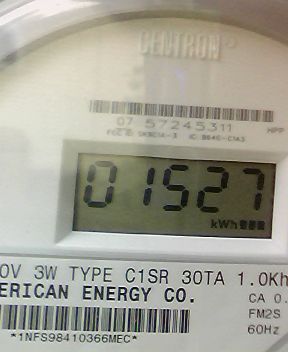 CENTRON®
07 57245311 HPP
01527
kWh
0V 3W TYPE C1SR 30TA 1.0Kh
ERICAN ENERGY CO.
CA 0.
FM2S
60Hz
*1NFS98410366MEC*